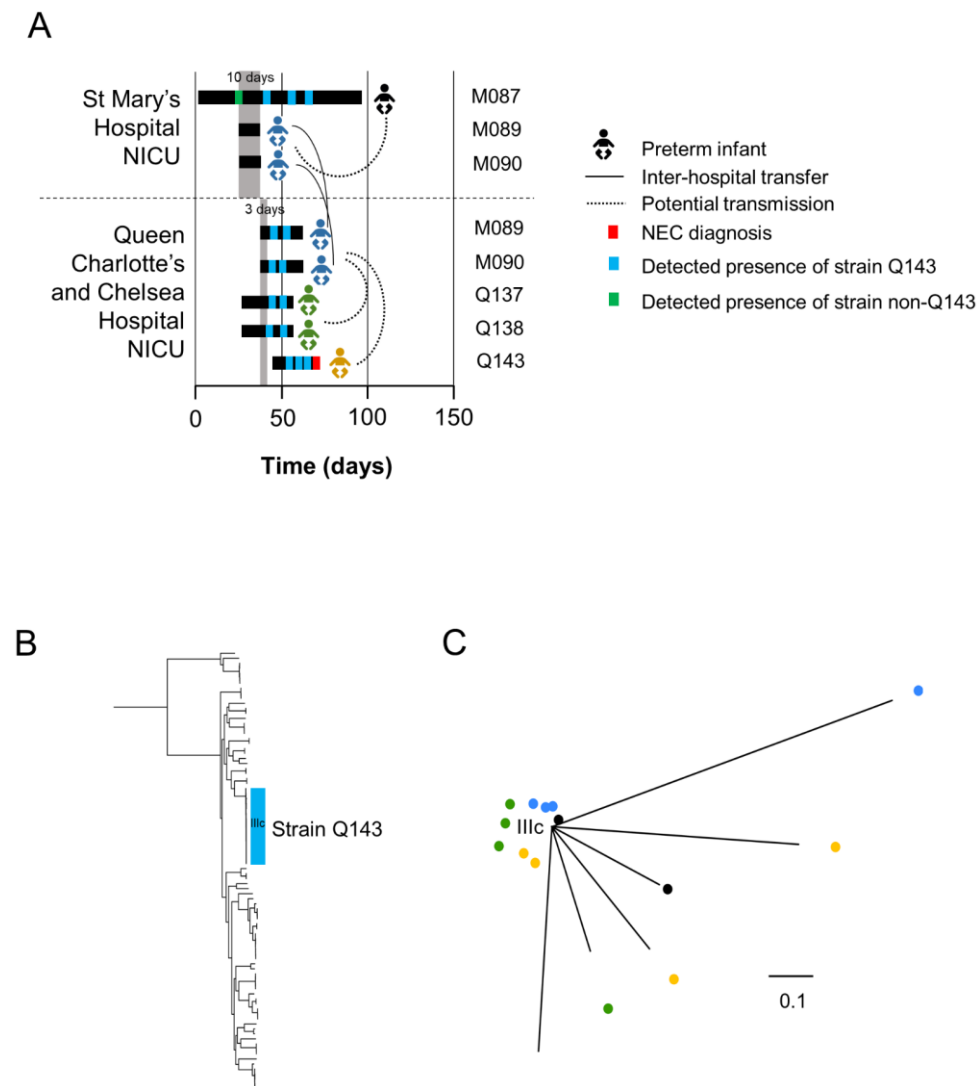 A
10 days
St Mary's
Hospital
NICU
M087
M089
M090
3 days
Queen
Charlotte's
and Chelsea
Hospital
NICU
M089
M090
Q137
Q138
Q143
0
50
100
150
Time (days)
Preterm infant
Inter-hospital transfer
Potential transmission
NEC diagnosis
Detected presence of strain Q143
Detected presence of strain non-Q143
B
IIIc
Strain Q143
C
IIIc
0.1